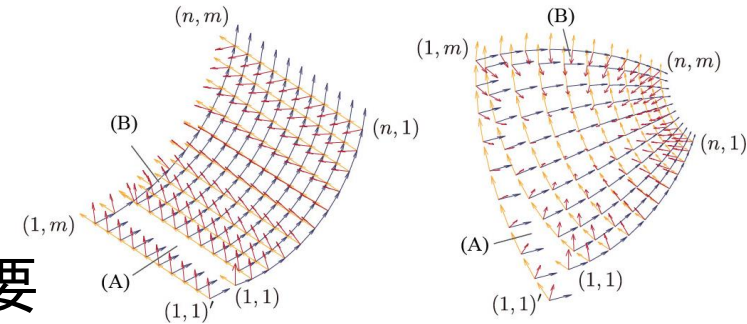 (n, m)
(B)
(n, 1)
(1, m)
(A)
(1, 1)
(1, 1)′
要
(B)
(1, m)
(n, m)
(n, 1)
(A)
(1, 1)
(1, 1)′